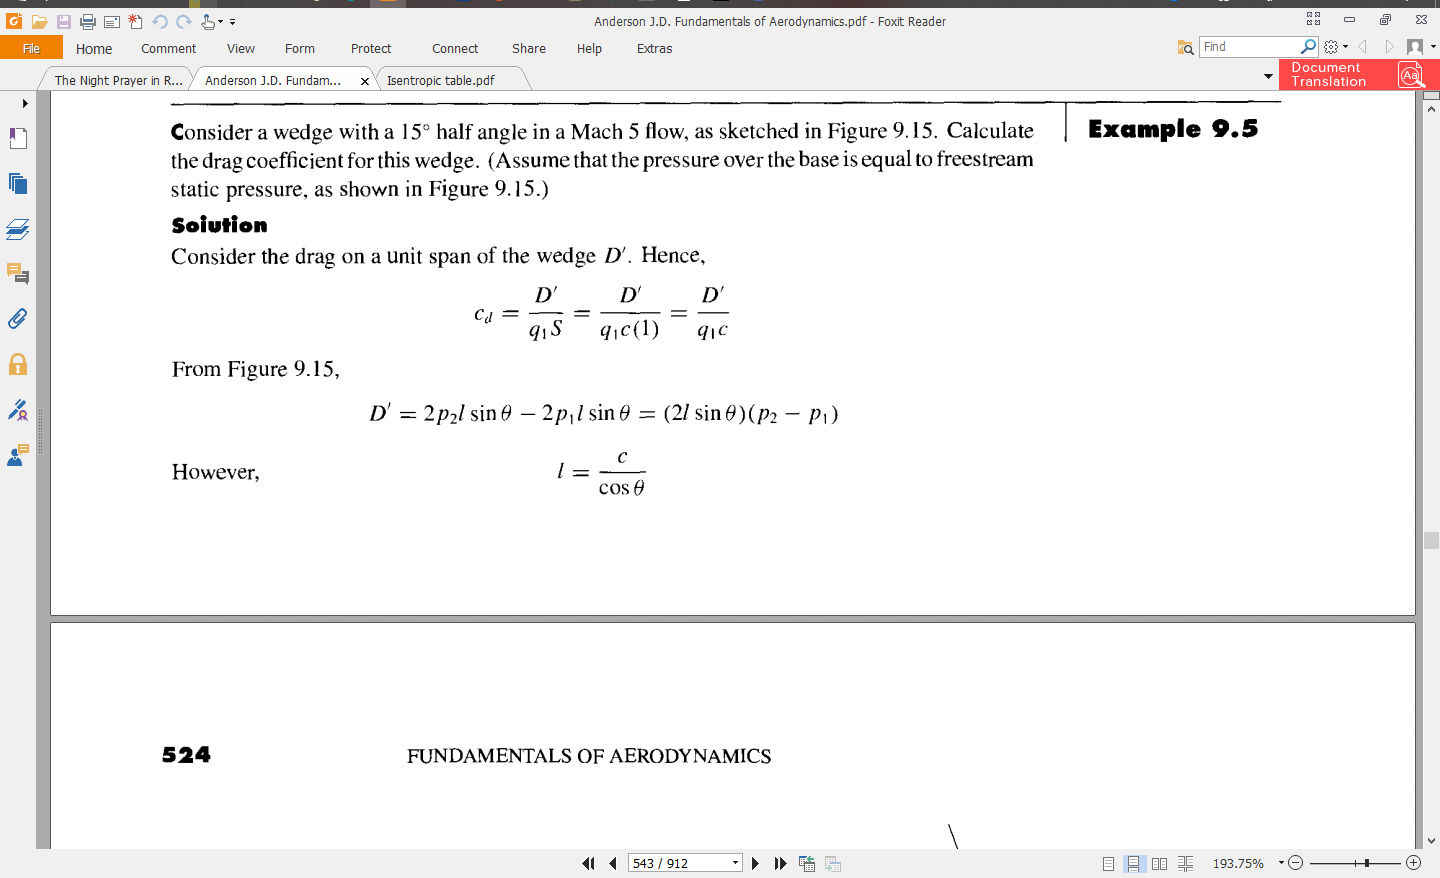 Anderson J.D. Fundamentals of Aerodynamics.pdf - Foxit Reader
File Home Comment View Form Protect Connect Share Help Extras Find
The Night Prayer in R... Anderson J.D. Fundam... x Isentropic table.pdf
Document
Translation
Consider a wedge with a 15° half angle in a Mach 5 flow, as sketched in Figure 9.15. Calculate
the drag coefficient for this wedge. (Assume that the pressure over the base is equal to freestream
static pressure, as shown in Figure 9.15.)
Example 9.5
Solution
Consider the drag on a unit span of the wedge D′. Hence,
c_d = D′/(q₁S) = D′/(q₁c(1)) = D′/(q₁c)
From Figure 9.15,
D′ = 2p₂l sin θ − 2p₁l sin θ = (2l sin θ)(p₂ − p₁)
However, l = c/(cos θ)
524 FUNDAMENTALS OF AERODYNAMICS
543 / 912 193.75%